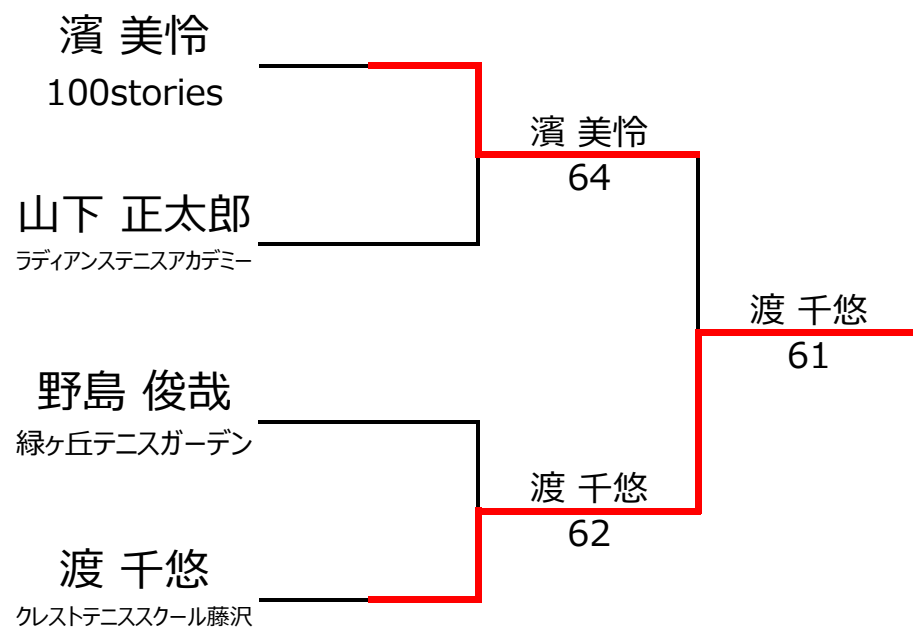 濱 美怜
100stories
山下 正太郎
ラディアンステニスアカデミー
野島 俊哉
緑ヶ丘テニスガーデン
渡 千悠
クレストテニススクール藤沢
濱 美怜
64
渡 千悠
62
渡 千悠
61